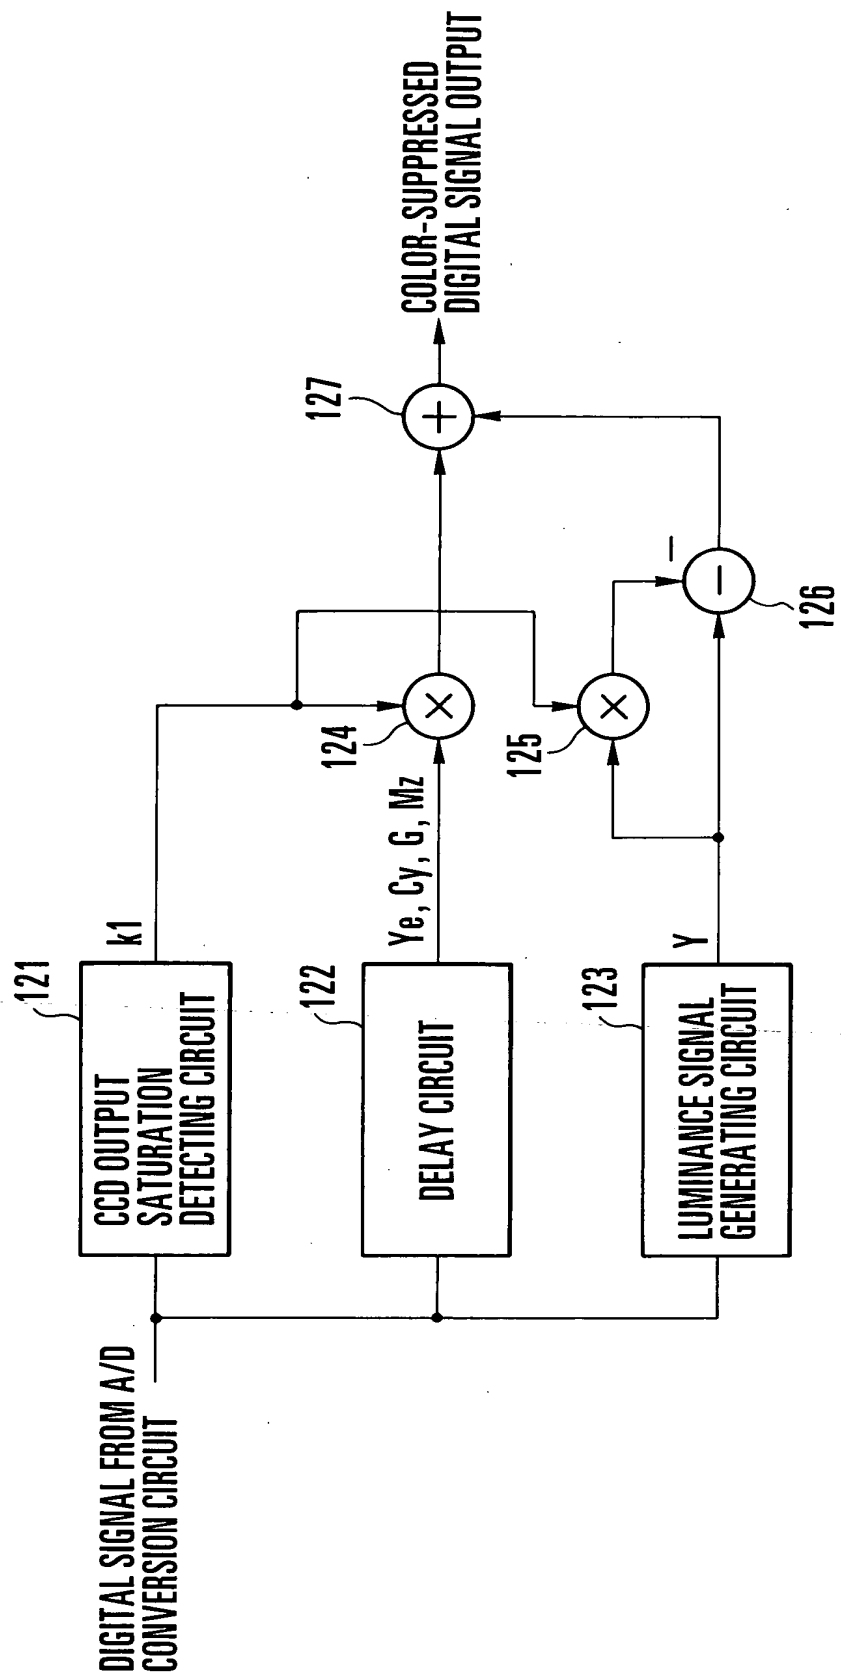 DIGITAL SIGNAL FROM A/D
CONVERSION CIRCUIT
121
CCD OUTPUT
SATURATION
DETECTING CIRCUIT
k1
122
DELAY CIRCUIT
Ye, Cy, G, Mz
123
LUMINANCE SIGNAL
GENERATING CIRCUIT
Y
124
×
125
×
−
−
126
127
+
COLOR-SUPPRESSED
DIGITAL SIGNAL OUTPUT